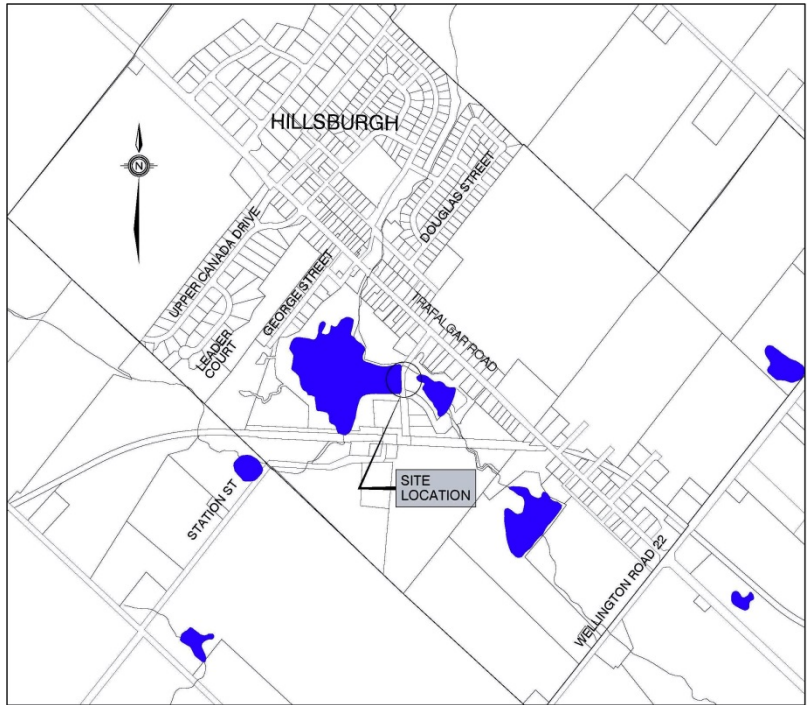 HILLSBURGH
N
DOUGLAS STREET
UPPER CANADA DRIVE
GEORGE STREET
LEADER
COURT
TRAFALGAR ROAD
SITE
LOCATION
STATION ST
WELLINGTON ROAD 22